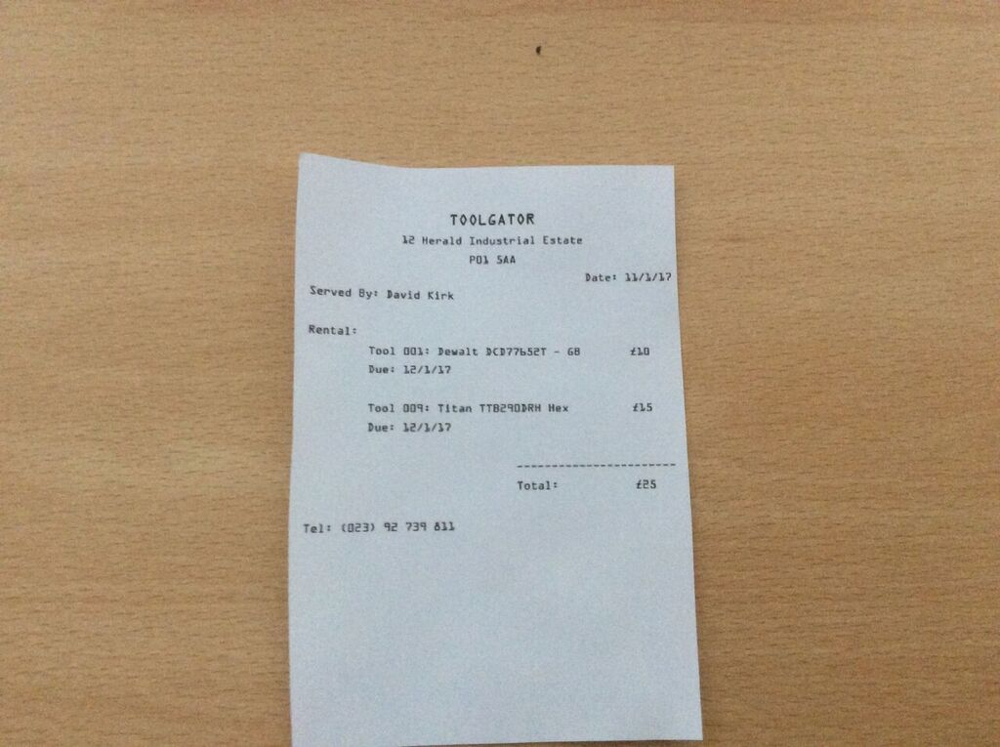 TOOLGATOR
12 Herald Industrial Estate
PO1 5AA
Date: 11/1/17
Served By: David Kirk
Rental:
Tool 001: Dewalt DCD776S2T - GB £10
Due: 12/1/17
Tool 009: Titan TTB290DRH Hex £15
Due: 12/1/17
-----------------------
Total: £25
Tel: (023) 92 739 811